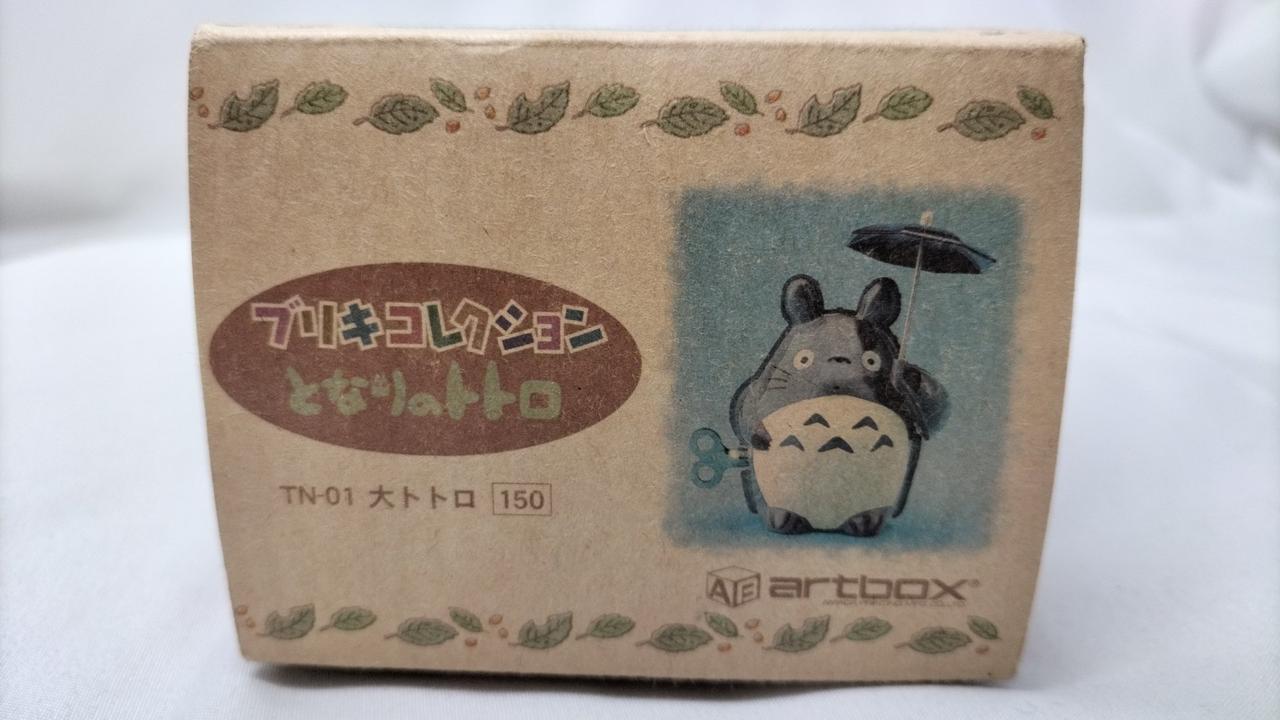 ブリキコレクション
となりのトトロ
TN-01 大トトロ 150
AE artbox®